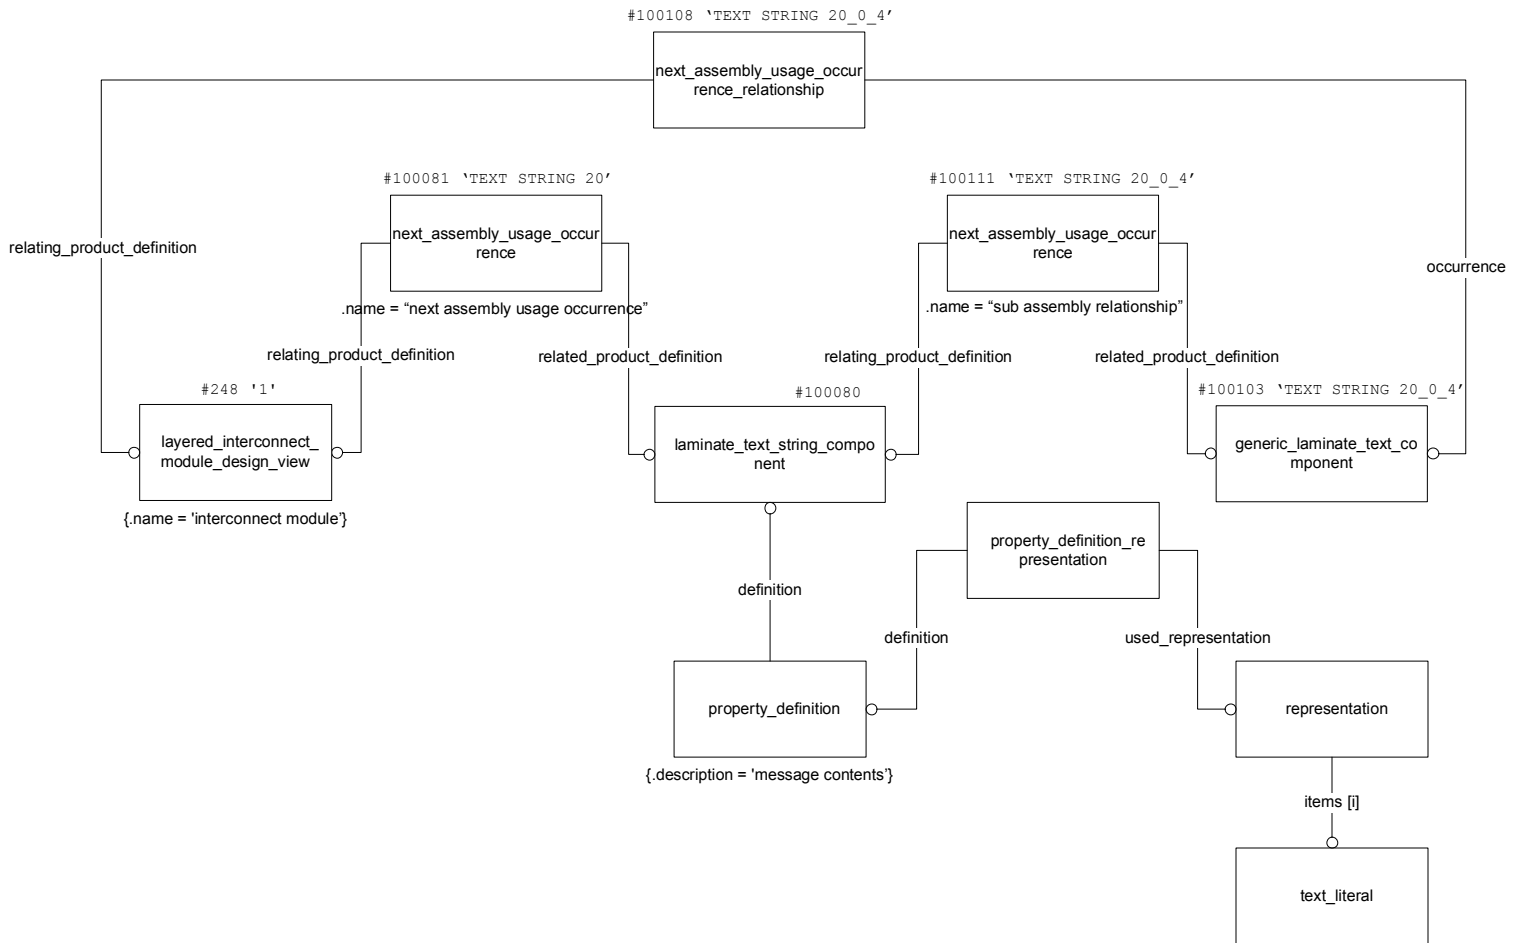 #100108 ‘TEXT STRING 20_0_4’
next_assembly_usage_occur
rence_relationship
#100081 ‘TEXT STRING 20’
#100111 ‘TEXT STRING 20_0_4’
next_assembly_usage_occur
rence
next_assembly_usage_occur
rence
relating_product_definition
occurrence
.name = “next assembly usage occurrence”
.name = “sub assembly relationship”
relating_product_definition
related_product_definition
relating_product_definition
related_product_definition
#248 '1'
#100080
#100103 ‘TEXT STRING 20_0_4’
layered_interconnect_
module_design_view
laminate_text_string_compo
nent
generic_laminate_text_co
mponent
{.name = 'interconnect module’}
property_definition_re
presentation
definition
definition
used_representation
property_definition
representation
{.description = 'message contents’}
items [i]
text_literal